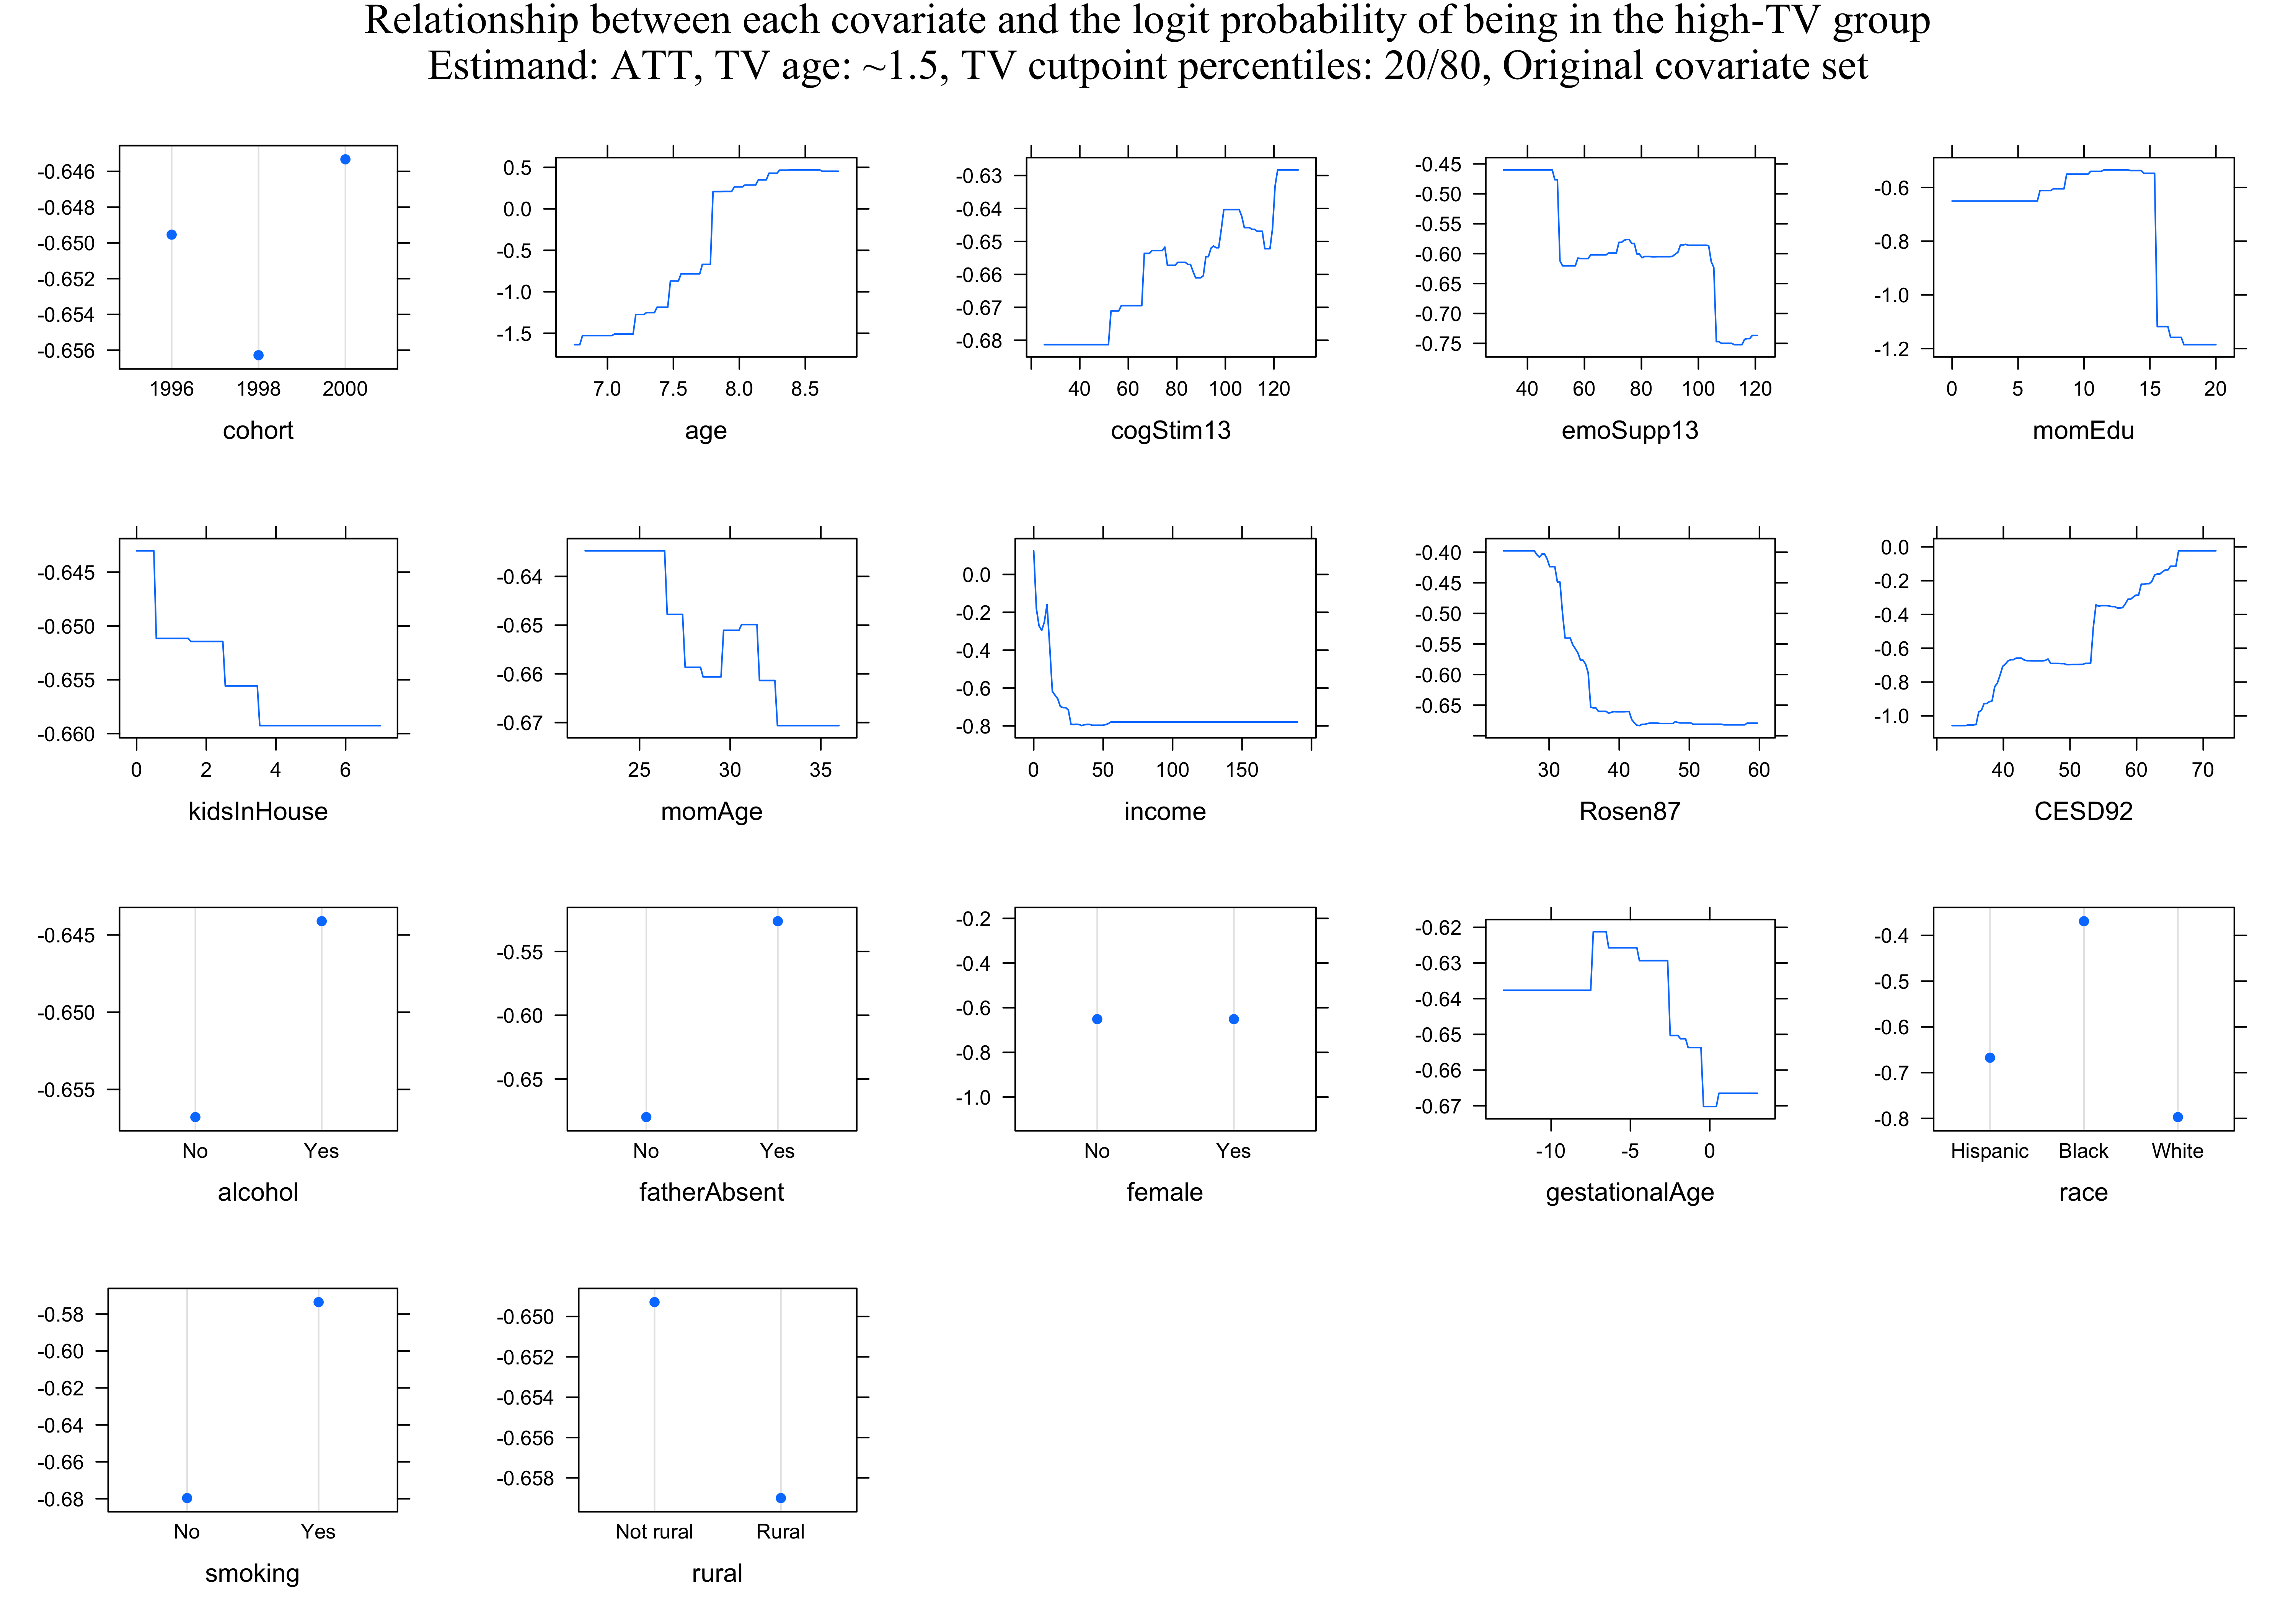 Relationship between each covariate and the logit probability of being in the high-TV group
Estimand: ATT, TV age: ~1.5, TV cutpoint percentiles: 20/80, Original covariate set
-0.646
-0.648
-0.650
-0.652
-0.654
-0.656
1996 1998 2000
cohort
0.5
0.0
-0.5
-1.0
-1.5
7.0 7.5 8.0 8.5
age
-0.63
-0.64
-0.65
-0.66
-0.67
-0.68
40 60 80 100 120
cogStim13
-0.45
-0.50
-0.55
-0.60
-0.65
-0.70
-0.75
40 60 80 100 120
emoSupp13
-0.6
-0.8
-1.0
-1.2
0 5 10 15 20
momEdu
-0.645
-0.650
-0.655
-0.660
0 2 4 6
kidsInHouse
-0.64
-0.65
-0.66
-0.67
25 30 35
momAge
0.0
-0.2
-0.4
-0.6
-0.8
0 50 100 150
income
-0.40
-0.45
-0.50
-0.55
-0.60
-0.65
30 40 50 60
Rosen87
0.0
-0.2
-0.4
-0.6
-0.8
-1.0
40 50 60 70
CESD92
-0.645
-0.650
-0.655
No Yes
alcohol
-0.55
-0.60
-0.65
No Yes
fatherAbsent
-0.2
-0.4
-0.6
-0.8
-1.0
No Yes
female
-0.62
-0.63
-0.64
-0.65
-0.66
-0.67
-10 -5 0
gestationalAge
-0.4
-0.5
-0.6
-0.7
-0.8
Hispanic Black White
race
-0.58
-0.60
-0.62
-0.64
-0.66
-0.68
No Yes
smoking
-0.650
-0.652
-0.654
-0.656
-0.658
Not rural Rural
rural